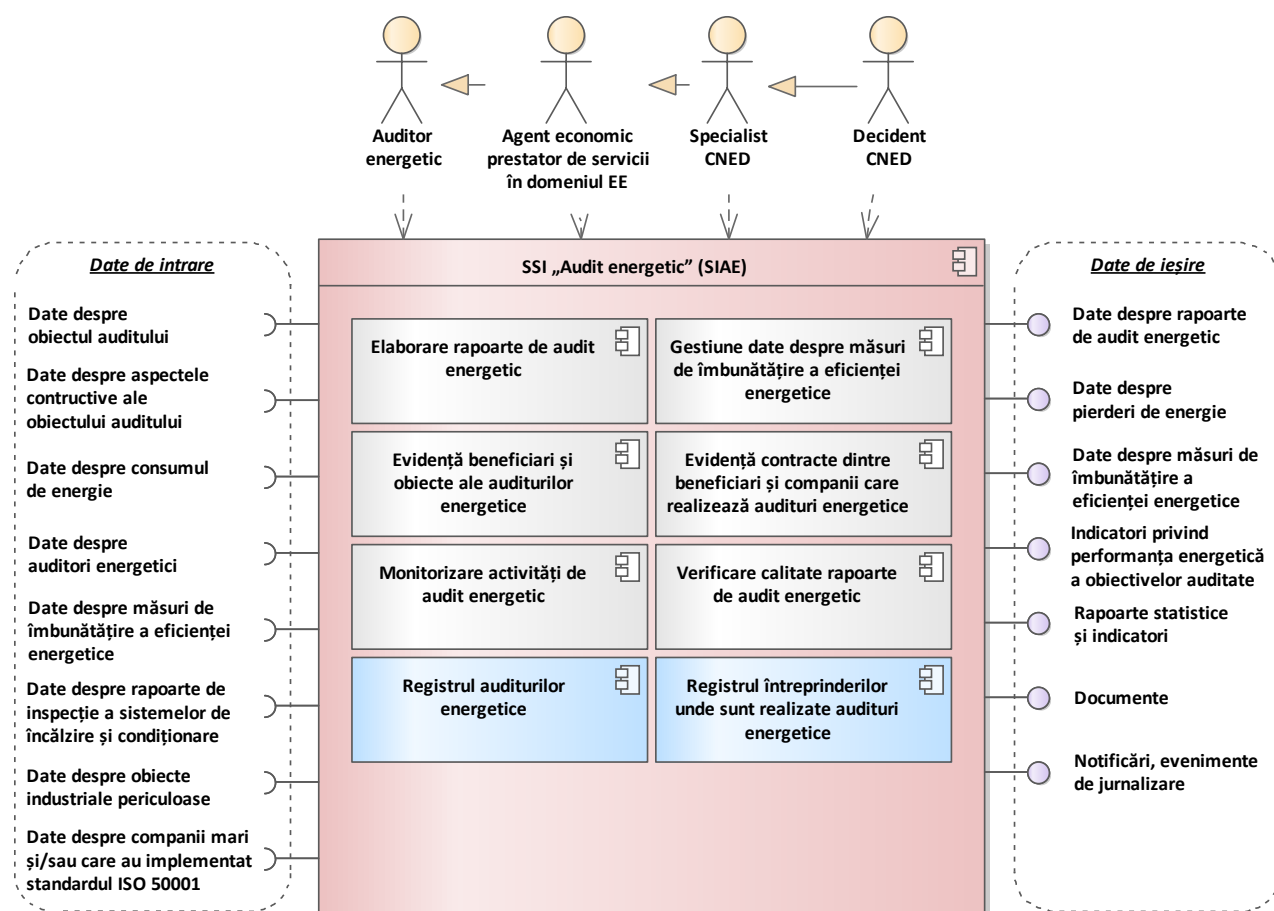 Auditor
energetic
Agent economic
prestator de servicii
în domeniul EE
Specialist
CNED
Decident
CNED
Date de intrare
Date despre
obiectul auditului
Date despre aspectele
contructive ale
obiectului auditului
Date despre consumul
de energie
Date despre
auditori energetici
Date despre măsuri de
îmbunătățire a eficienței
energetice
Date despre rapoarte de
inspecție a sistemelor de
încălzire și condiționare
Date despre obiecte
industriale periculoase
Date despre companii mari
și/sau care au implementat
standardul ISO 50001
SSI „Audit energetic” (SIAE)
Elaborare rapoarte de audit
energetic
Gestiune date despre măsuri
de îmbunătățire a eficienței
energetice
Evidență beneficiari și
obiecte ale auditurilor
energetice
Evidență contracte dintre
beneficiari și companii care
realizează audituri energetice
Monitorizare activități de
audit energetic
Verificare calitate rapoarte
de audit energetic
Registrul auditurilor
energetice
Registrul întreprinderilor
unde sunt realizate audituri
energetice
Date de ieșire
Date despre rapoarte
de audit energetic
Date despre
pierderi de energie
Date despre măsuri de
îmbunătățire a
eficienței energetice
Indicatori privind
performanța energetică
a obiectivelor auditate
Rapoarte statistice
și indicatori
Documente
Notificări, evenimente
de jurnalizare